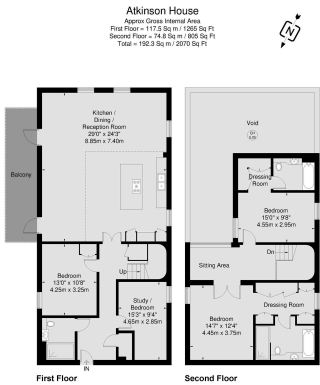 Atkinson House
Approx Gross Internal Area
First Floor = 117.5 Sq m / 1265 Sq Ft
Second Floor = 74.8 Sq m / 805 Sq Ft
Total = 192.3 Sq m / 2070 Sq Ft
N
Kitchen /
Dining /
Reception Room
29'0" x 24'3"
8.85m x 7.40m
Balcony
Up
Bedroom
13'0" x 10'8"
4.25m x 3.25m
Study /
Bedroom
15'3" x 9'4"
4.65m x 2.85m
IN
First Floor
Void
Dressing
Room
Bedroom
15'0" x 9'8"
4.55m x 2.95m
Dn
Sitting Area
Bedroom
14'7" x 12'4"
4.45m x 3.75m
Dressing
Room
Second Floor